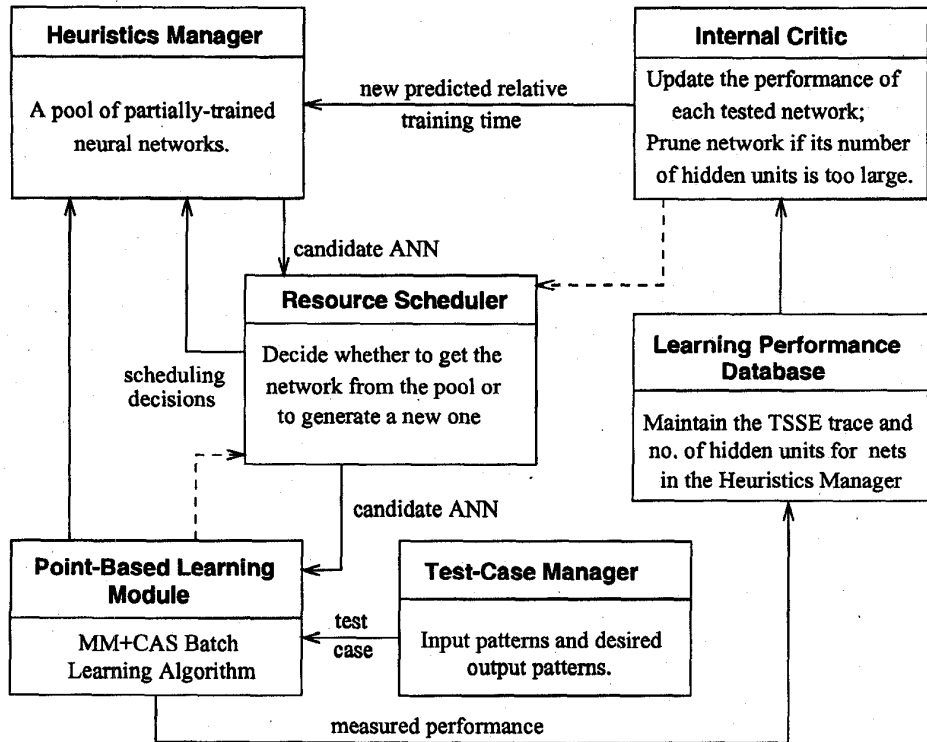 Heuristics Manager
A pool of partially-trained
neural networks.
new predicted relative
training time
Internal Critic
Update the performance of
each tested network;
Prune network if its number
of hidden units is too large.
candidate ANN
Resource Scheduler
Decide whether to get the
network from the pool or
to generate a new one
scheduling
decisions
Learning Performance
Database
Maintain the TSSE trace and
no. of hidden units for nets
in the Heuristics Manager
candidate ANN
Point-Based Learning
Module
MM+CAS Batch
Learning Algorithm
test
case
Test-Case Manager
Input patterns and desired
output patterns.
measured performance